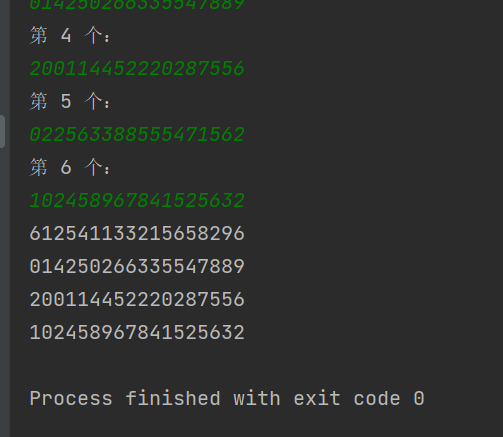 014250266335547889
第 4 个:
200114452220287556
第 5 个:
022563388555471562
第 6 个:
102458967841525632
612541133215658296
014250266335547889
200114452220287556
102458967841525632
Process finished with exit code 0